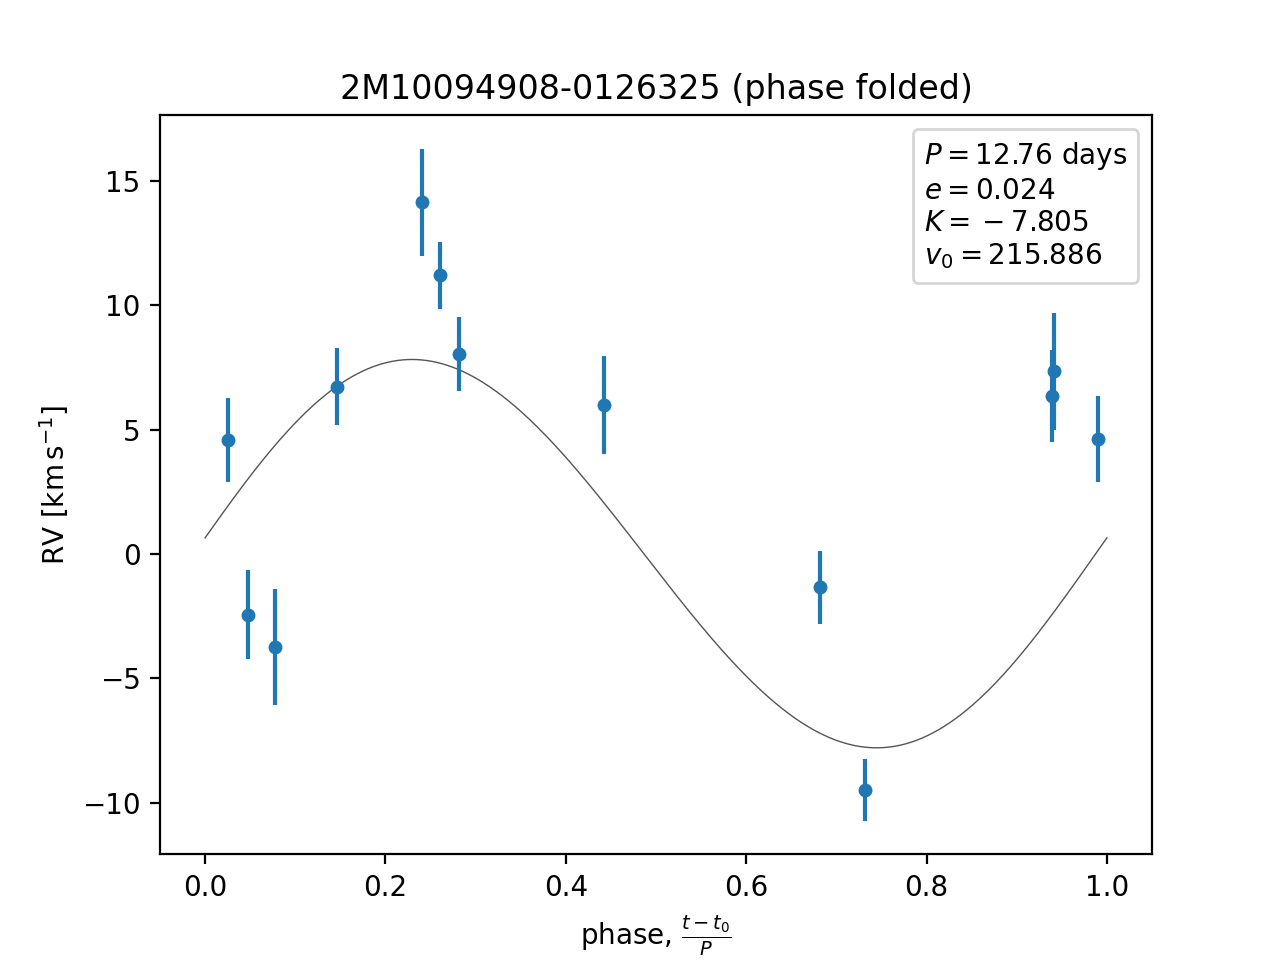 2M10094908-0126325 (phase folded)
P = 12.76 days
e = 0.024
K = −7.805
v₀ = 215.886
15
10
5
0
−5
−10
RV [km s⁻¹]
0.0 0.2 0.4 0.6 0.8 1.0
phase, (t − t₀)/P